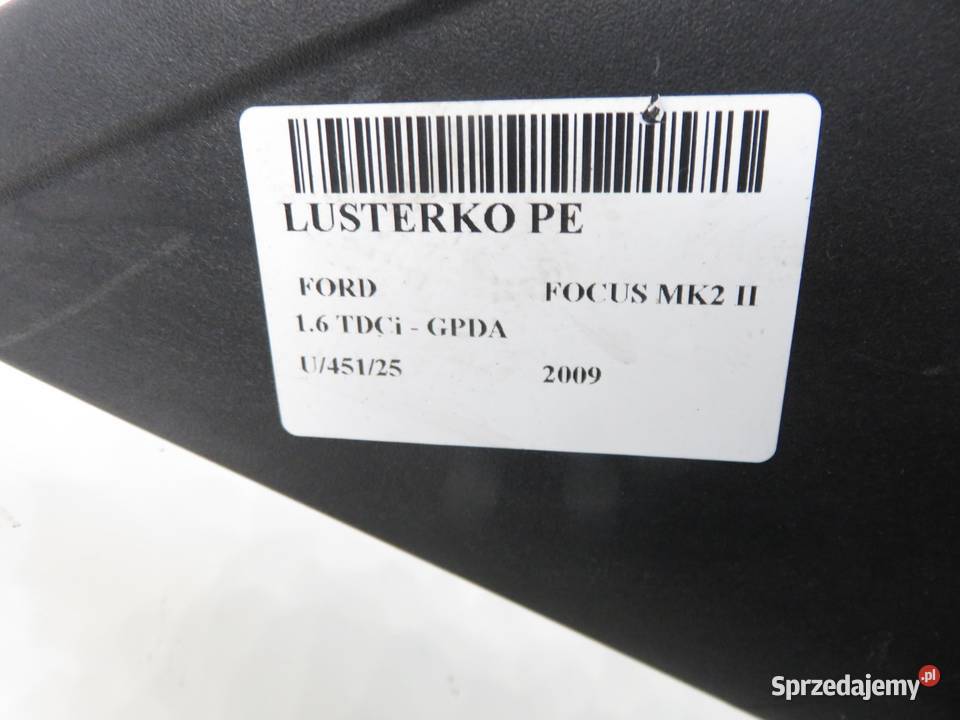 LUSTERKO PE
FORD FOCUS MK2 II
1.6 TDCi - GPDA
U/451/25 2009
Sprzedajemy.pl